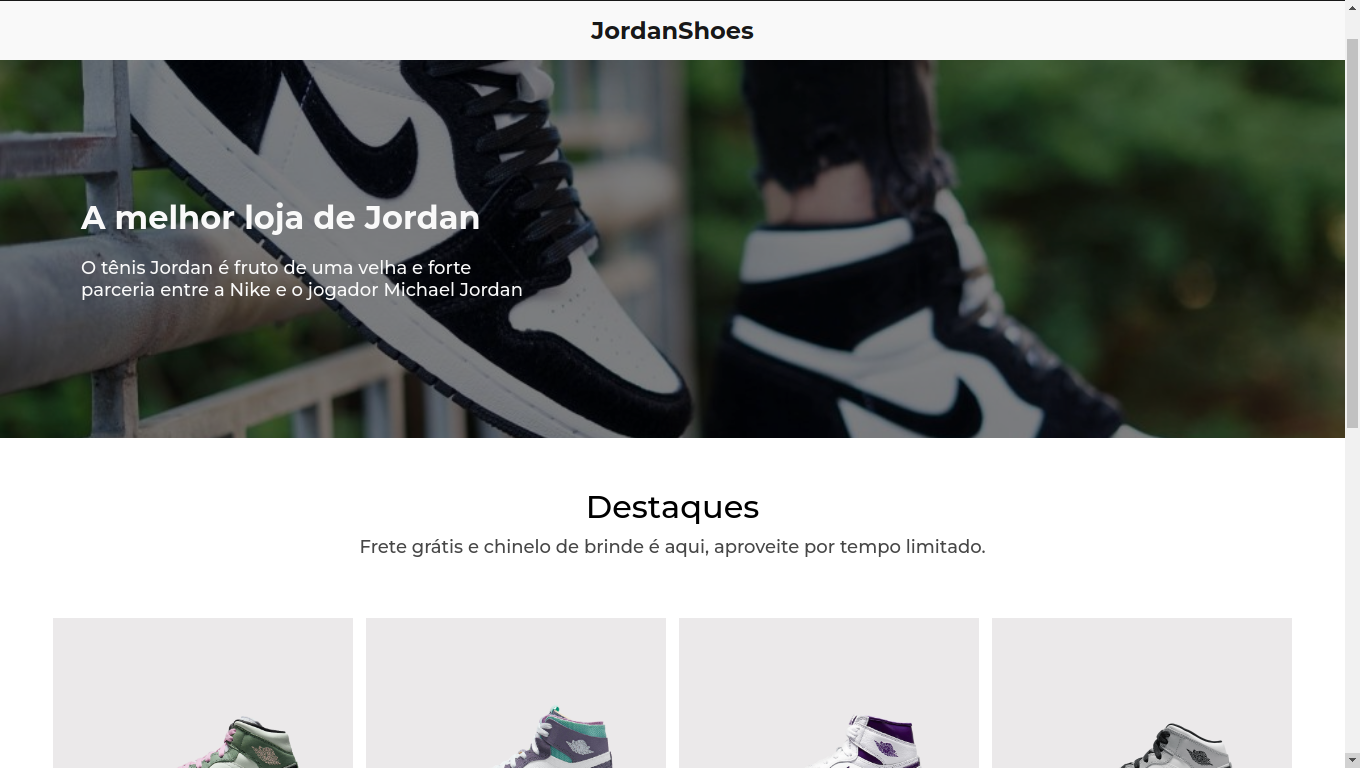 JordanShoes
A melhor loja de Jordan
O tênis Jordan é fruto de uma velha e forte
parceria entre a Nike e o jogador Michael Jordan
Destaques
Frete grátis e chinelo de brinde é aqui, aproveite por tempo limitado.